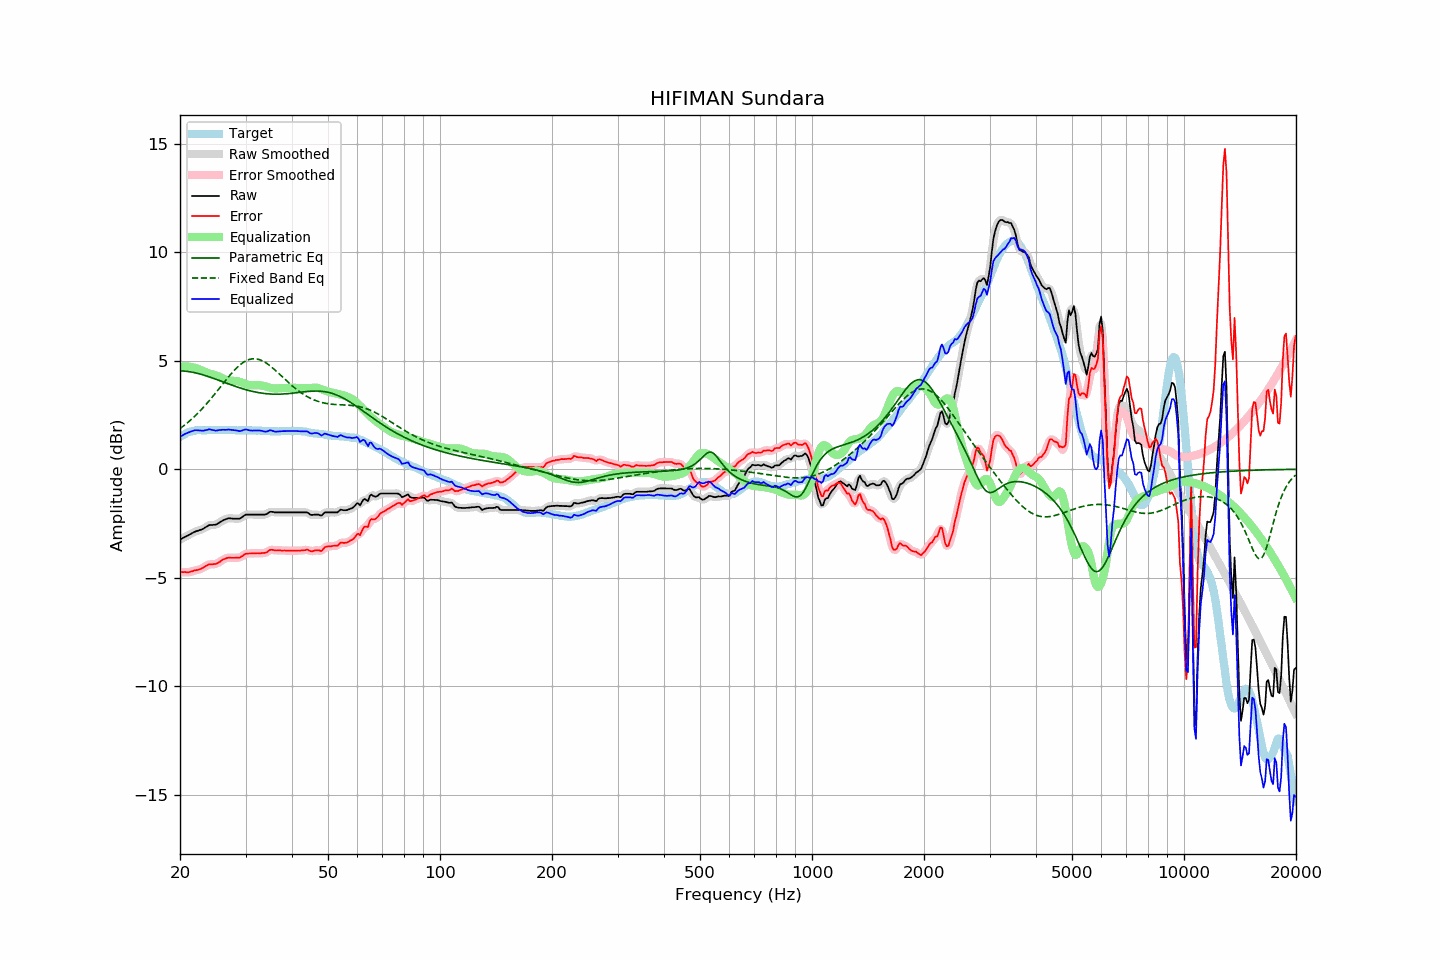 HIFIMAN Sundara
Target
Raw Smoothed
Error Smoothed
Raw
Error
Equalization
Parametric Eq
Fixed Band Eq
Equalized
Amplitude (dBr)
15
10
5
0
−5
−10
−15
20
50
100
200
500
1000
2000
5000
10000
20000
Frequency (Hz)